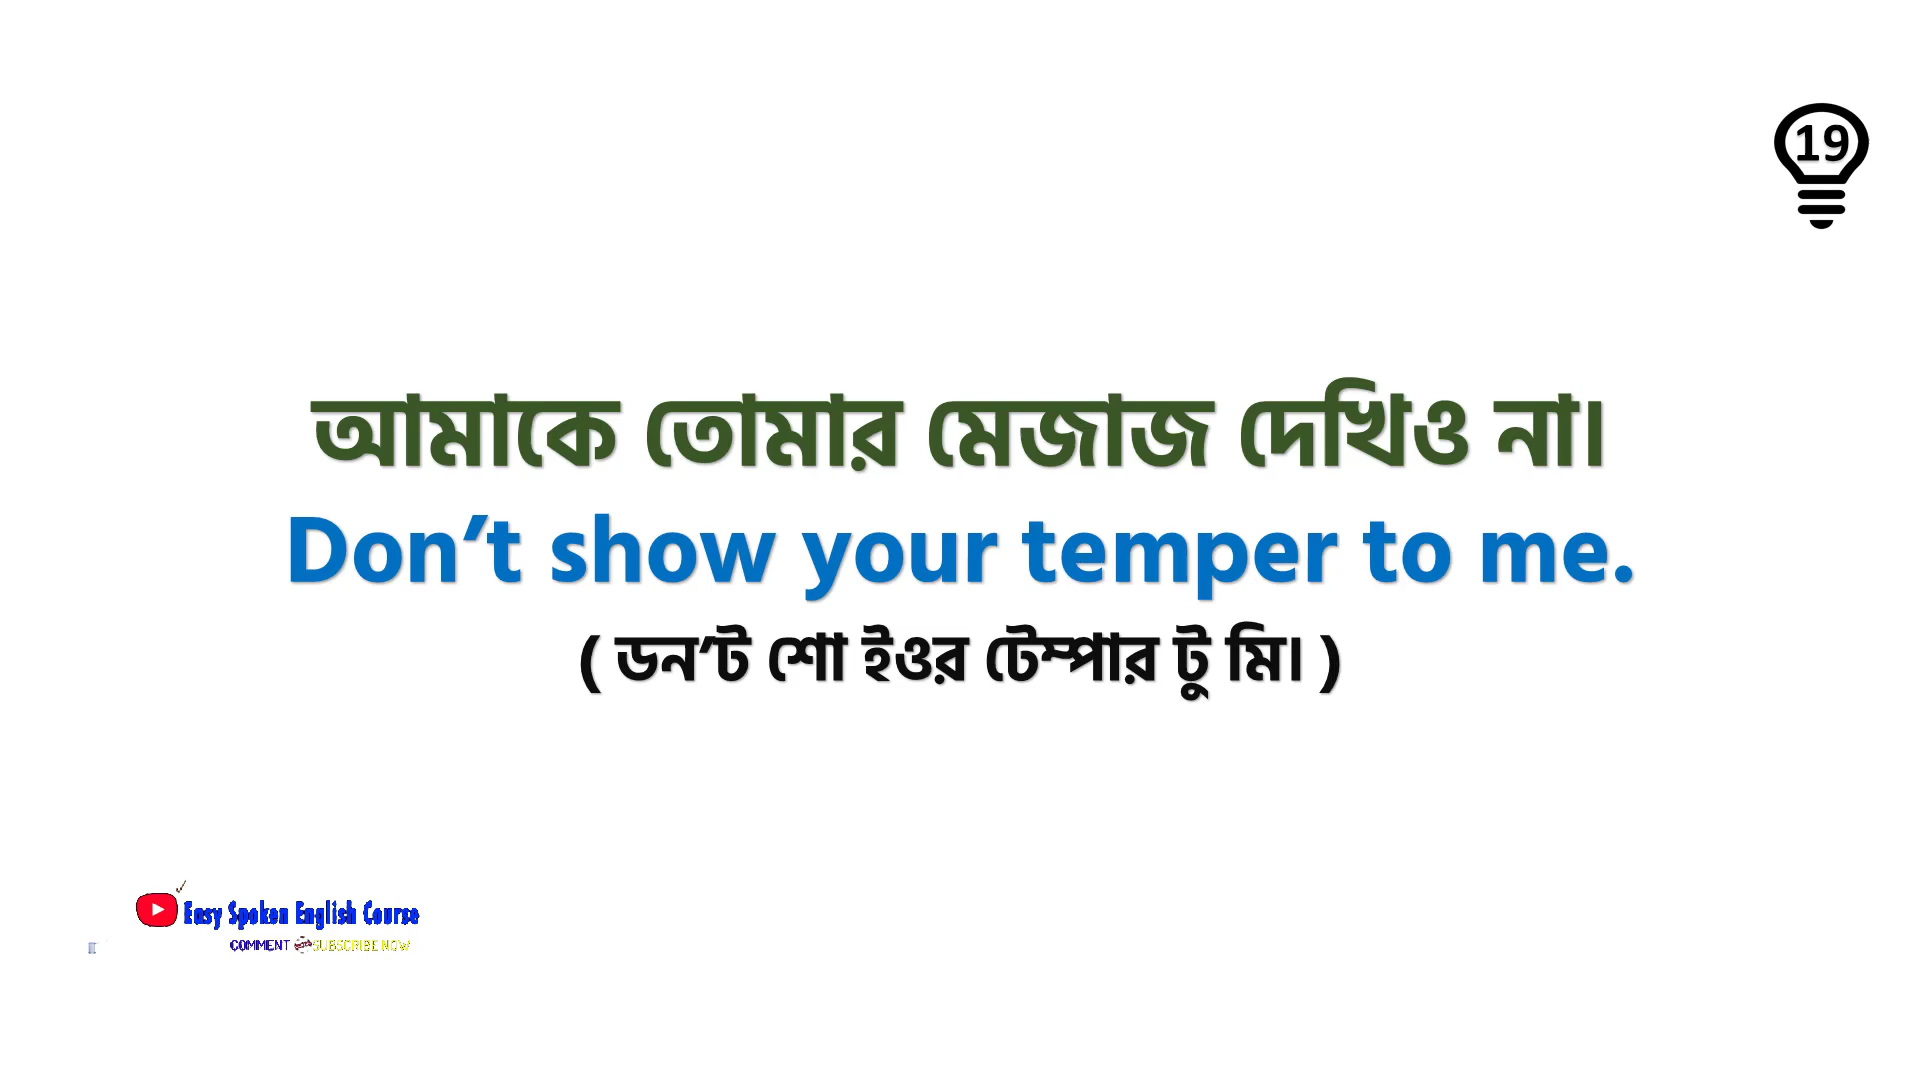 19
আমাকে তোমার মেজাজ দেখিও না।
Don’t show your temper to me.
( ডন’ট শো ইওর টেম্পার টু মি। )
Easy Spoken English Course
COMMENT SUBSCRIBE NOW